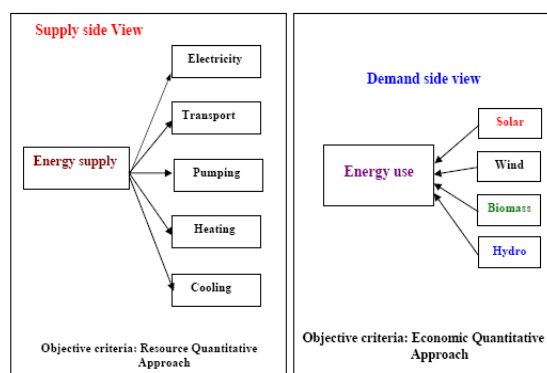 Supply side View
Electricity
Transport
Energy supply
Pumping
Heating
Cooling
Objective criteria: Resource Quantitative
Approach
Demand side view
Solar
Energy use
Wind
Biomass
Hydro
Objective criteria: Economic Quantitative
Approach